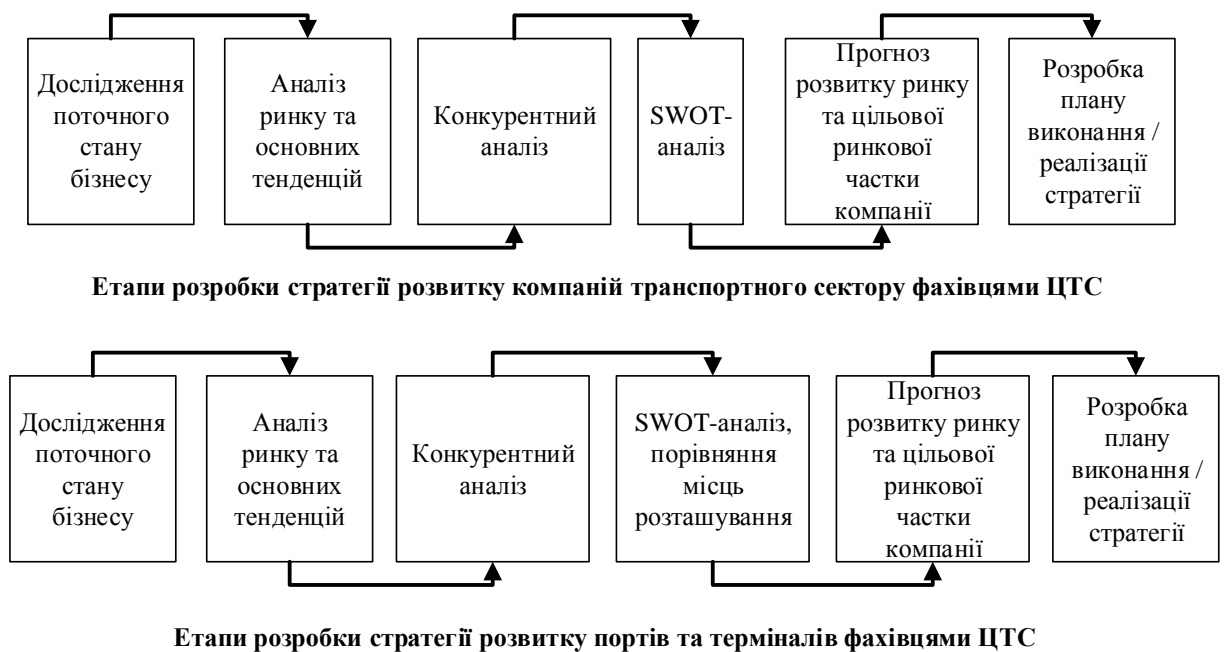 Дослідження
поточного
стану
бізнесу
Аналіз
ринку та
основних
тенденцій
Конкурентний
аналіз
SWOT-
аналіз
Прогноз
розвитку ринку
та цільової
ринкової
частки
компанії
Розробка
плану
виконання /
реалізації
стратегії
Етапи розробки стратегії розвитку компаній транспортного сектору фахівцями ЦТС
Дослідження
поточного
стану
бізнесу
Аналіз
ринку та
основних
тенденцій
Конкурентний
аналіз
SWOT-аналіз,
порівняння
місць
розташування
Прогноз
розвитку ринку
та цільової
ринкової
частки
компанії
Розробка
плану
виконання /
реалізації
стратегії
Етапи розробки стратегії розвитку портів та терміналів фахівцями ЦТС